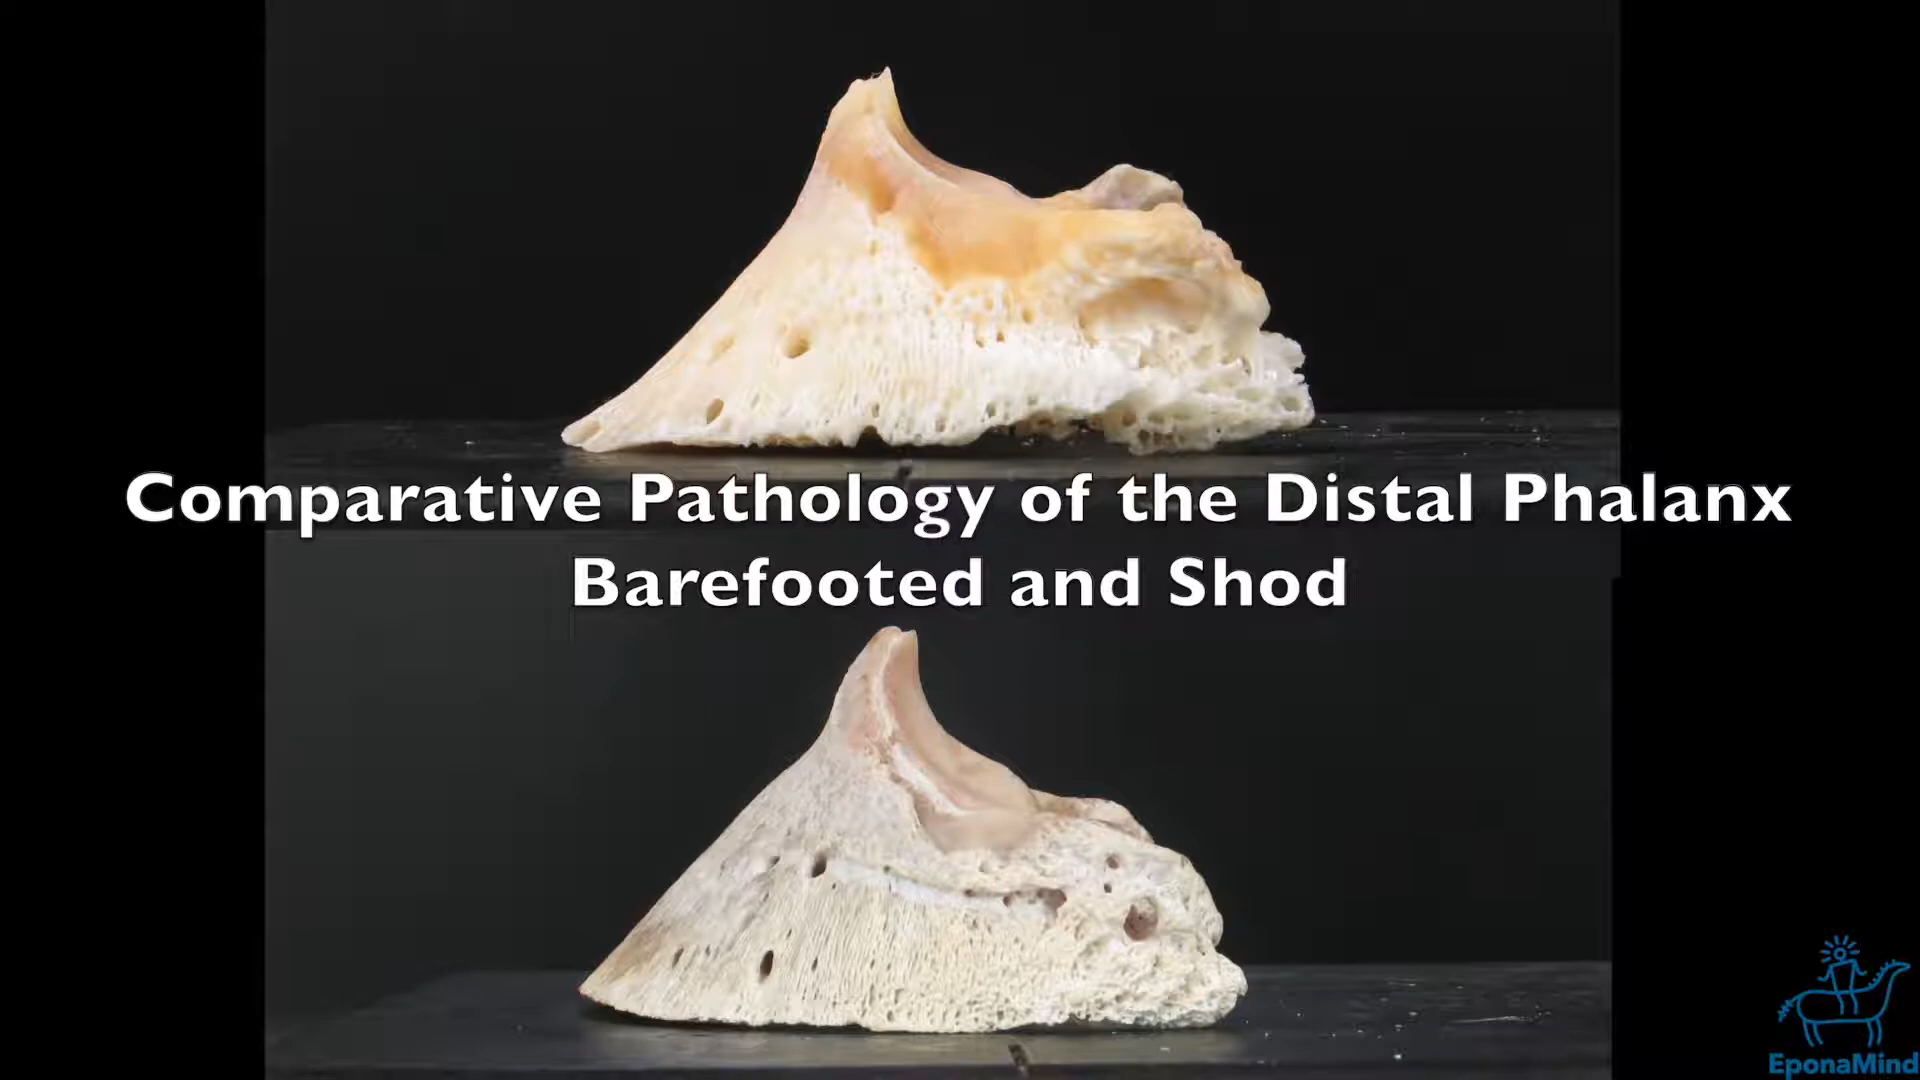 Comparative Pathology of the Distal Phalanx
Barefooted and Shod
EponaMind